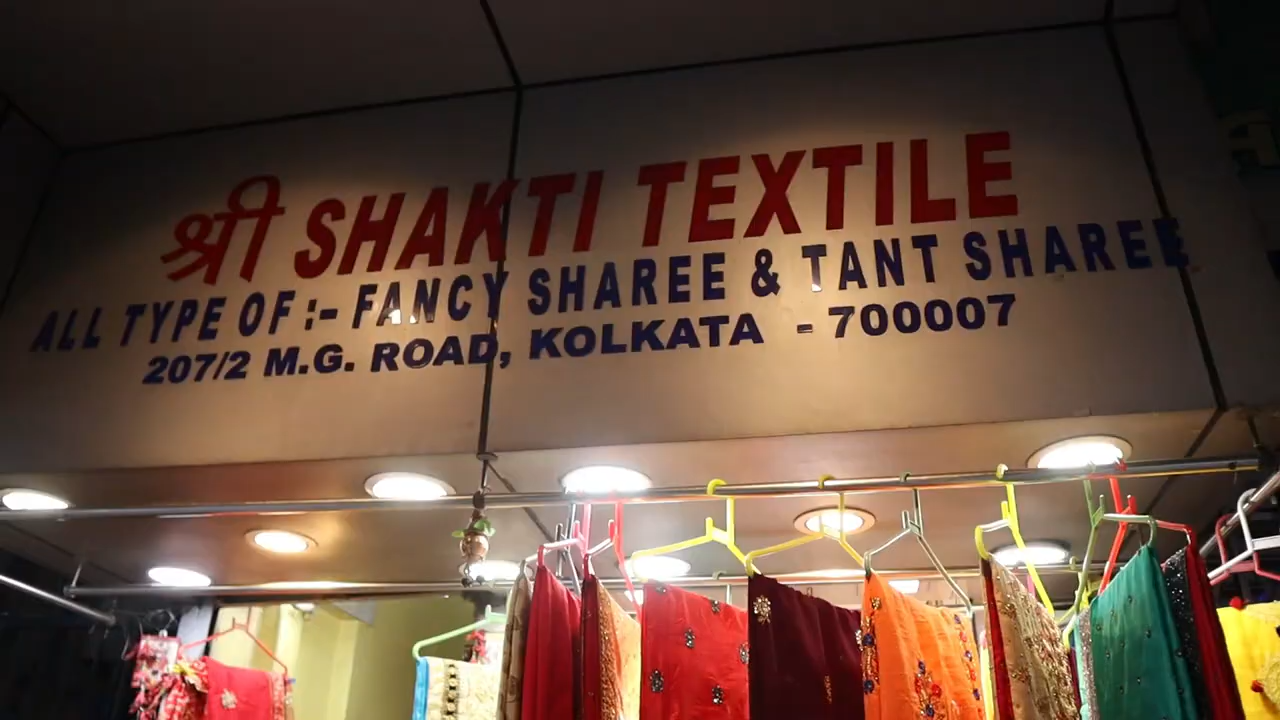 श्री SHAKTI TEXTILE
ALL TYPE OF :- FANCY SHAREE & TANT SHAREE
207/2 M.G. ROAD, KOLKATA - 700007